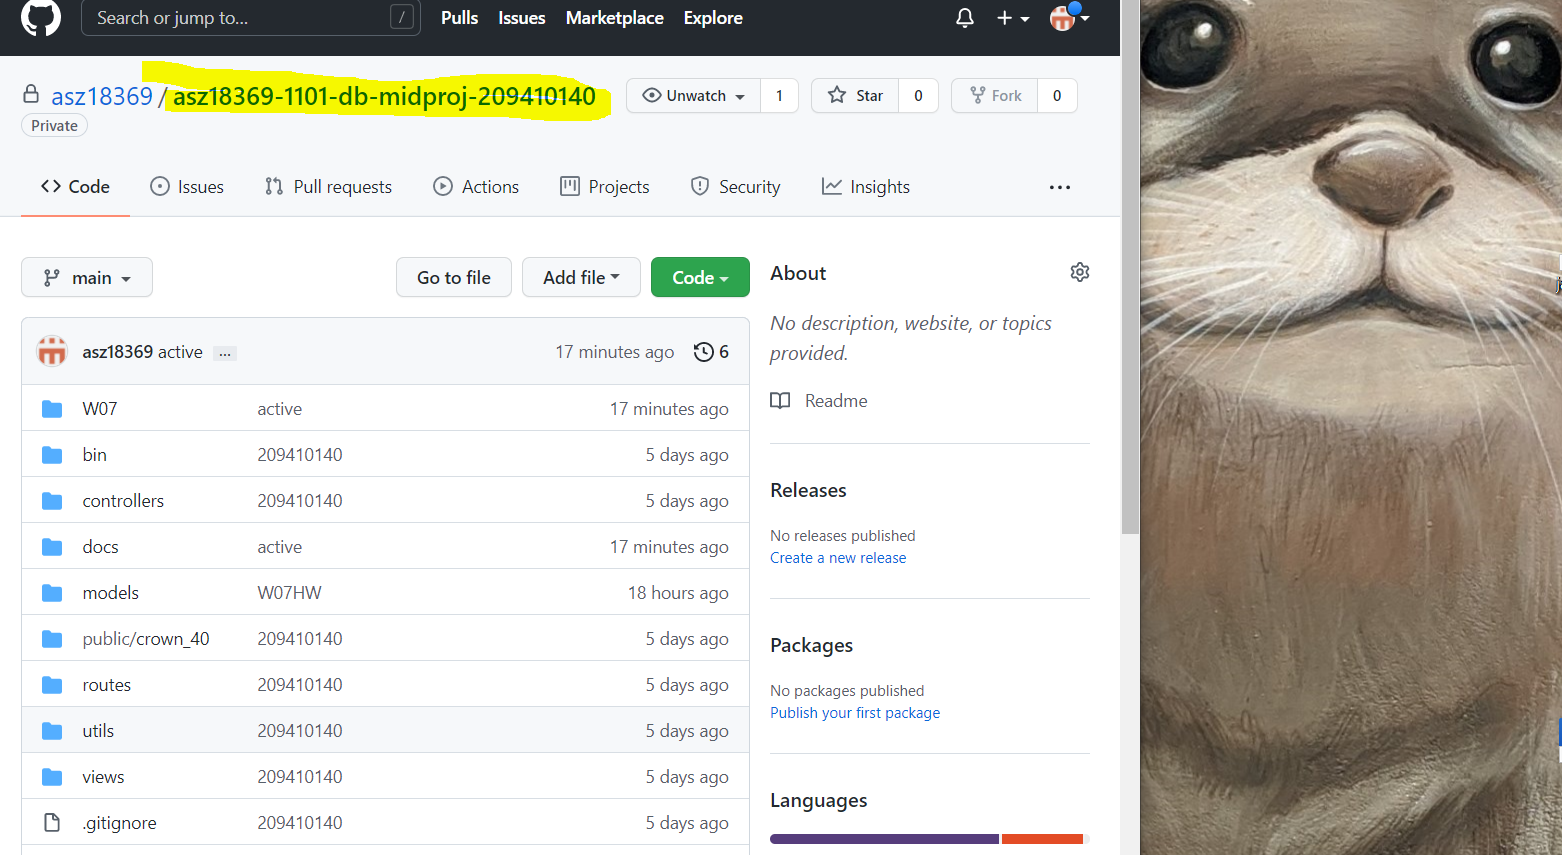 Search or jump to... /
Pulls Issues Marketplace Explore
asz18369 / asz18369-1101-db-midproj-209410140
Unwatch 1 Star 0 Fork 0
Private
Code Issues Pull requests Actions Projects Security Insights ...
main Go to file Add file Code
asz18369 active ... 17 minutes ago 6
W07 active 17 minutes ago
bin 209410140 5 days ago
controllers 209410140 5 days ago
docs active 17 minutes ago
models W07HW 18 hours ago
public/crown_40 209410140 5 days ago
routes 209410140 5 days ago
utils 209410140 5 days ago
views 209410140 5 days ago
.gitignore 209410140 5 days ago
About
No description, website, or topics
provided.
Readme
Releases
No releases published
Create a new release
Packages
No packages published
Publish your first package
Languages